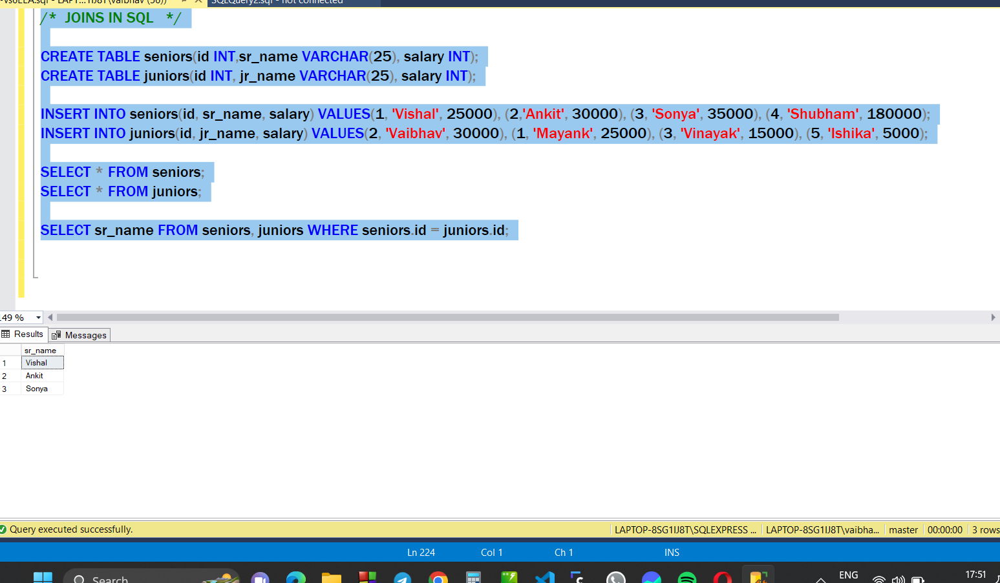 SQLQuery2.sql - not connected
/* JOINS IN SQL */
CREATE TABLE seniors(id INT,sr_name VARCHAR(25), salary INT);
CREATE TABLE juniors(id INT, jr_name VARCHAR(25), salary INT);
INSERT INTO seniors(id, sr_name, salary) VALUES(1, 'Vishal', 25000), (2,'Ankit', 30000), (3, 'Sonya', 35000), (4, 'Shubham', 180000);
INSERT INTO juniors(id, jr_name, salary) VALUES(2, 'Vaibhav', 30000), (1, 'Mayank', 25000), (3, 'Vinayak', 15000), (5, 'Ishika', 5000);
SELECT * FROM seniors;
SELECT * FROM juniors;
SELECT sr_name FROM seniors, juniors WHERE seniors.id = juniors.id;
49 %
Results Messages
sr_name
1 Vishal
2 Ankit
3 Sonya
Query executed successfully. LAPTOP-8SG1IJ8T\SQLEXPRESS ... LAPTOP-8SG1IJ8T\vaibha... master 00:00:00 3 rows
Ln 224 Col 1 Ch 1 INS
Search ENG 17:51